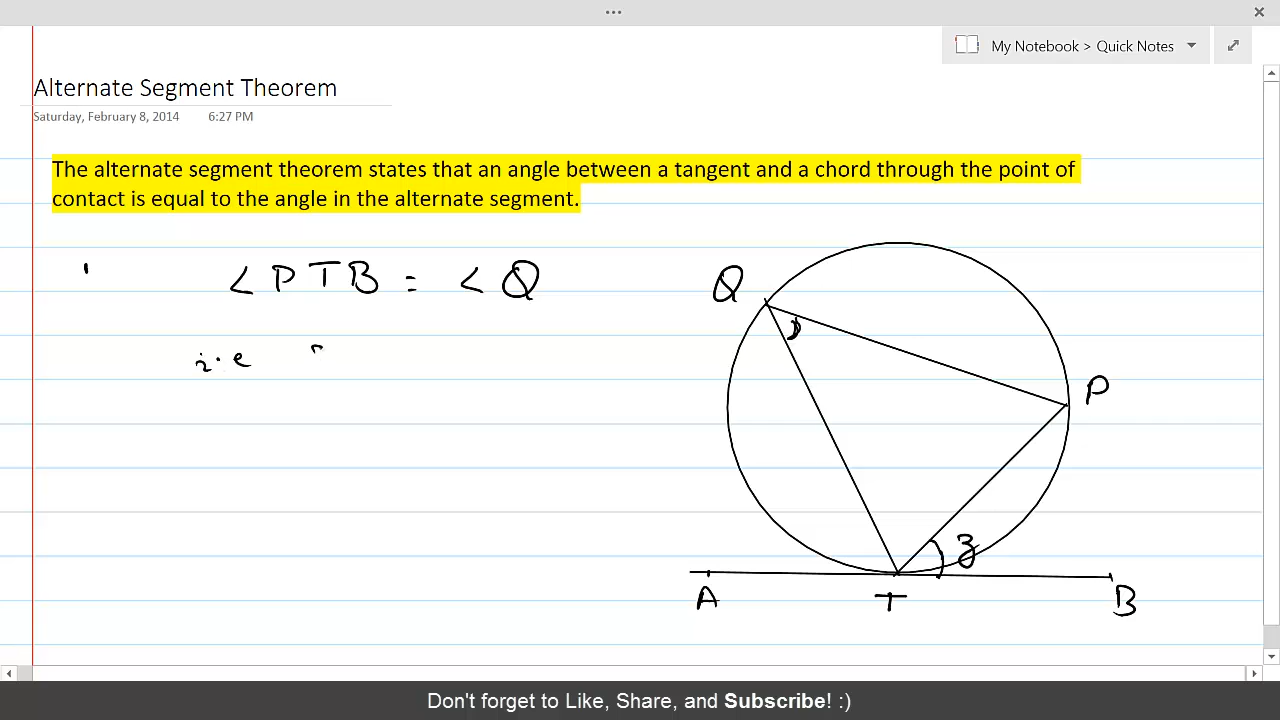 My Notebook > Quick Notes
Alternate Segment Theorem
Saturday, February 8, 2014 6:27 PM
The alternate segment theorem states that an angle between a tangent and a chord through the point of
contact is equal to the angle in the alternate segment.
∠PTB = ∠Q
i.e
Q
P
A
T
B
Don't forget to Like, Share, and Subscribe! :)